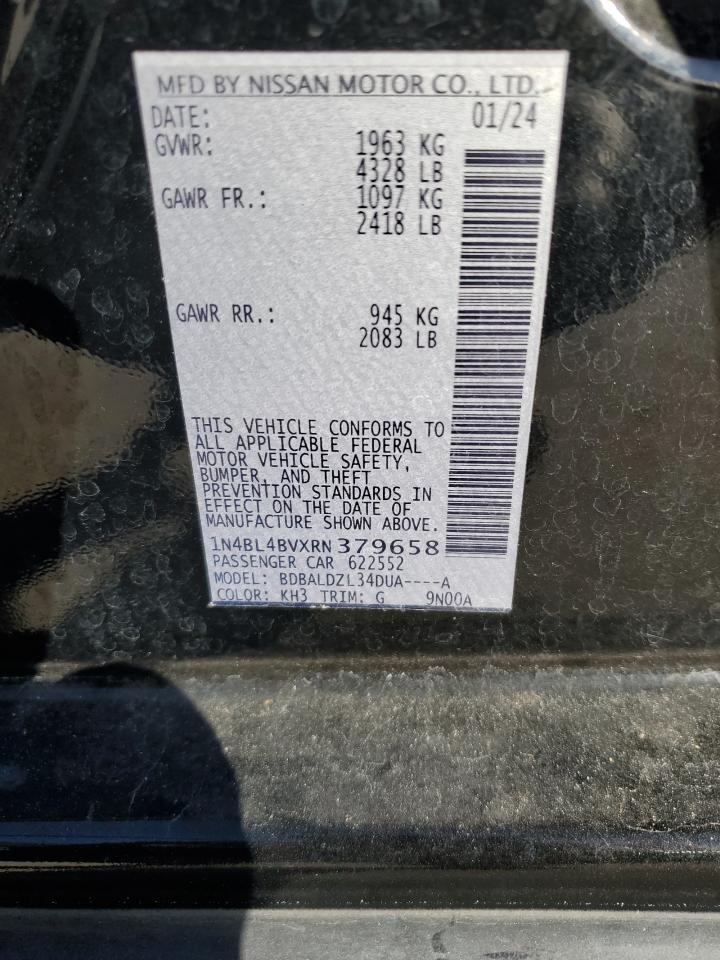 MFD BY NISSAN MOTOR CO., LTD.
DATE: 01/24
GVWR: 1963 KG
4328 LB
GAWR FR.: 1097 KG
2418 LB
GAWR RR.: 945 KG
2083 LB
THIS VEHICLE CONFORMS TO
ALL APPLICABLE FEDERAL
MOTOR VEHICLE SAFETY,
BUMPER, AND THEFT
PREVENTION STANDARDS IN
EFFECT ON THE DATE OF
MANUFACTURE SHOWN ABOVE.
1N4BL4BVXRN379658
PASSENGER CAR 622552
MODEL: BDBALDZL34DUA----A
COLOR: KH3 TRIM: G 9N00A